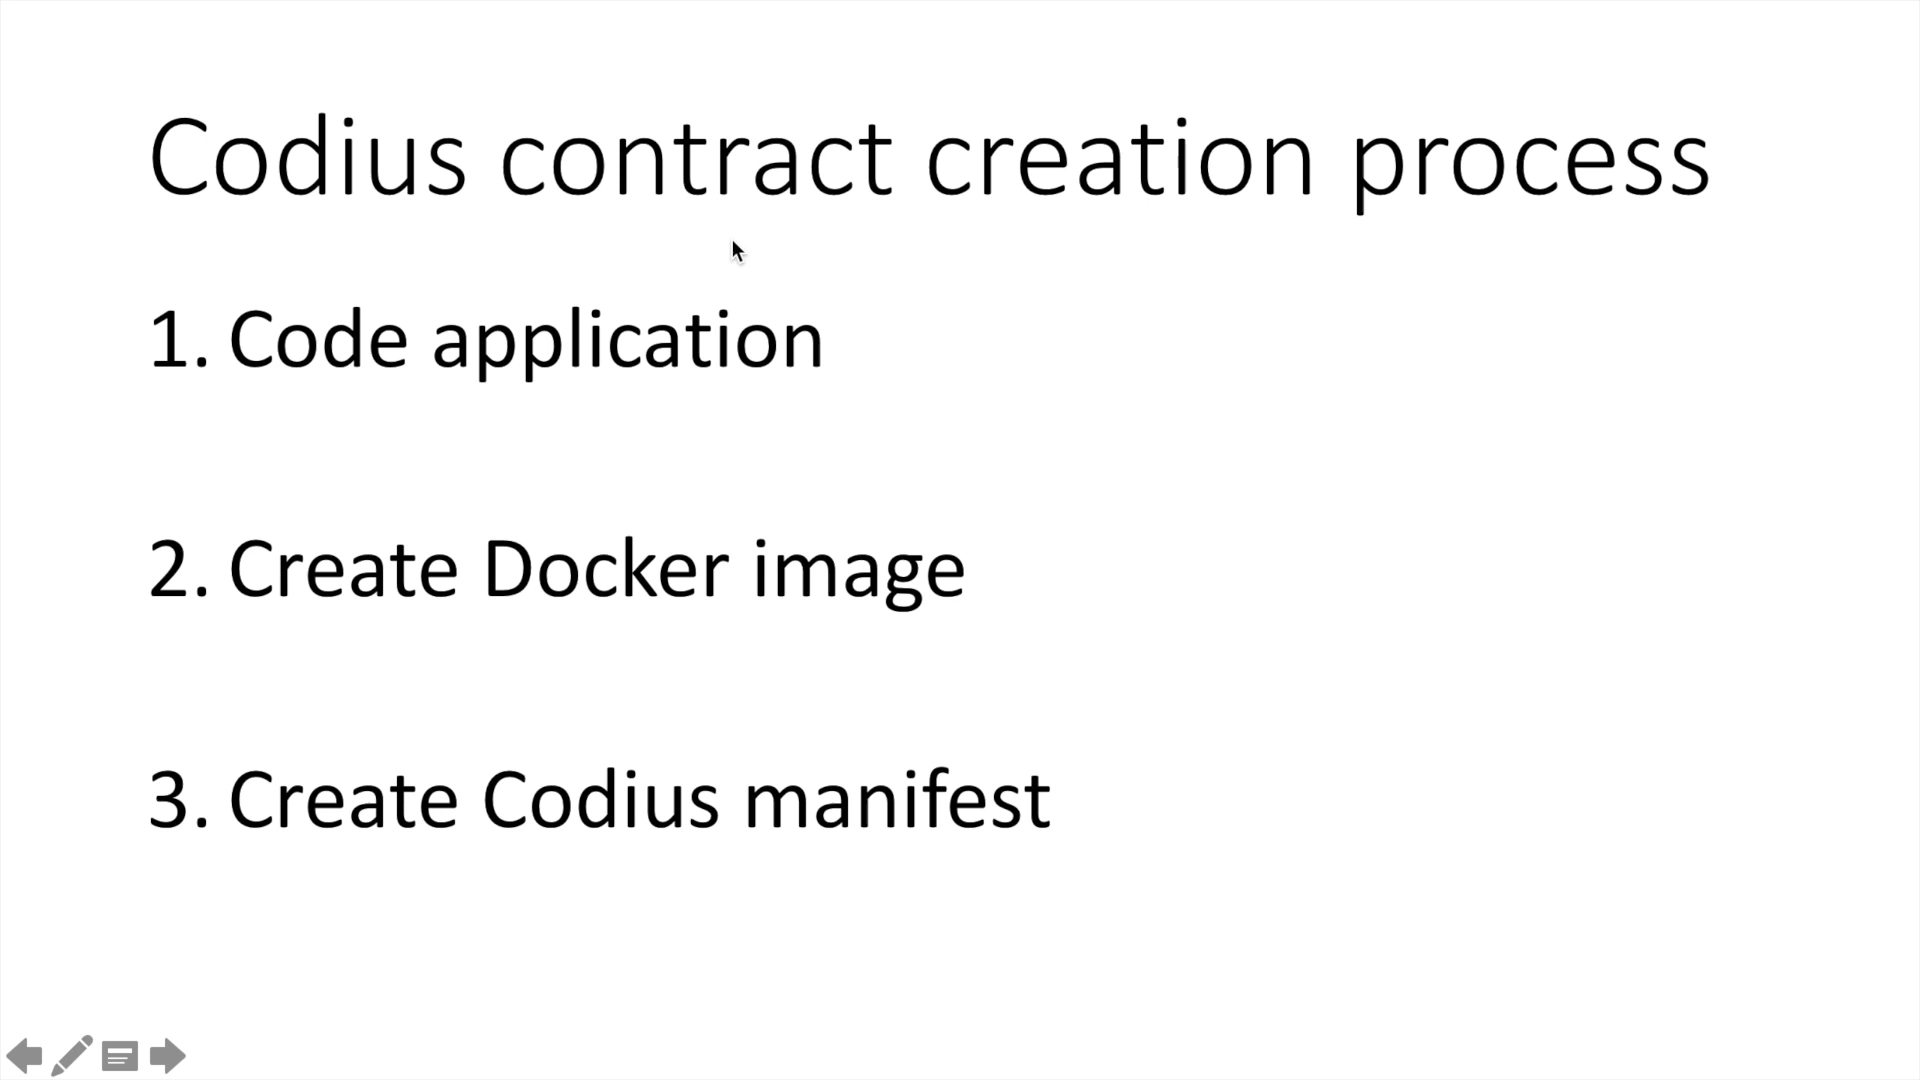 Codius contract creation process
1. Code application
2. Create Docker image
3. Create Codius manifest